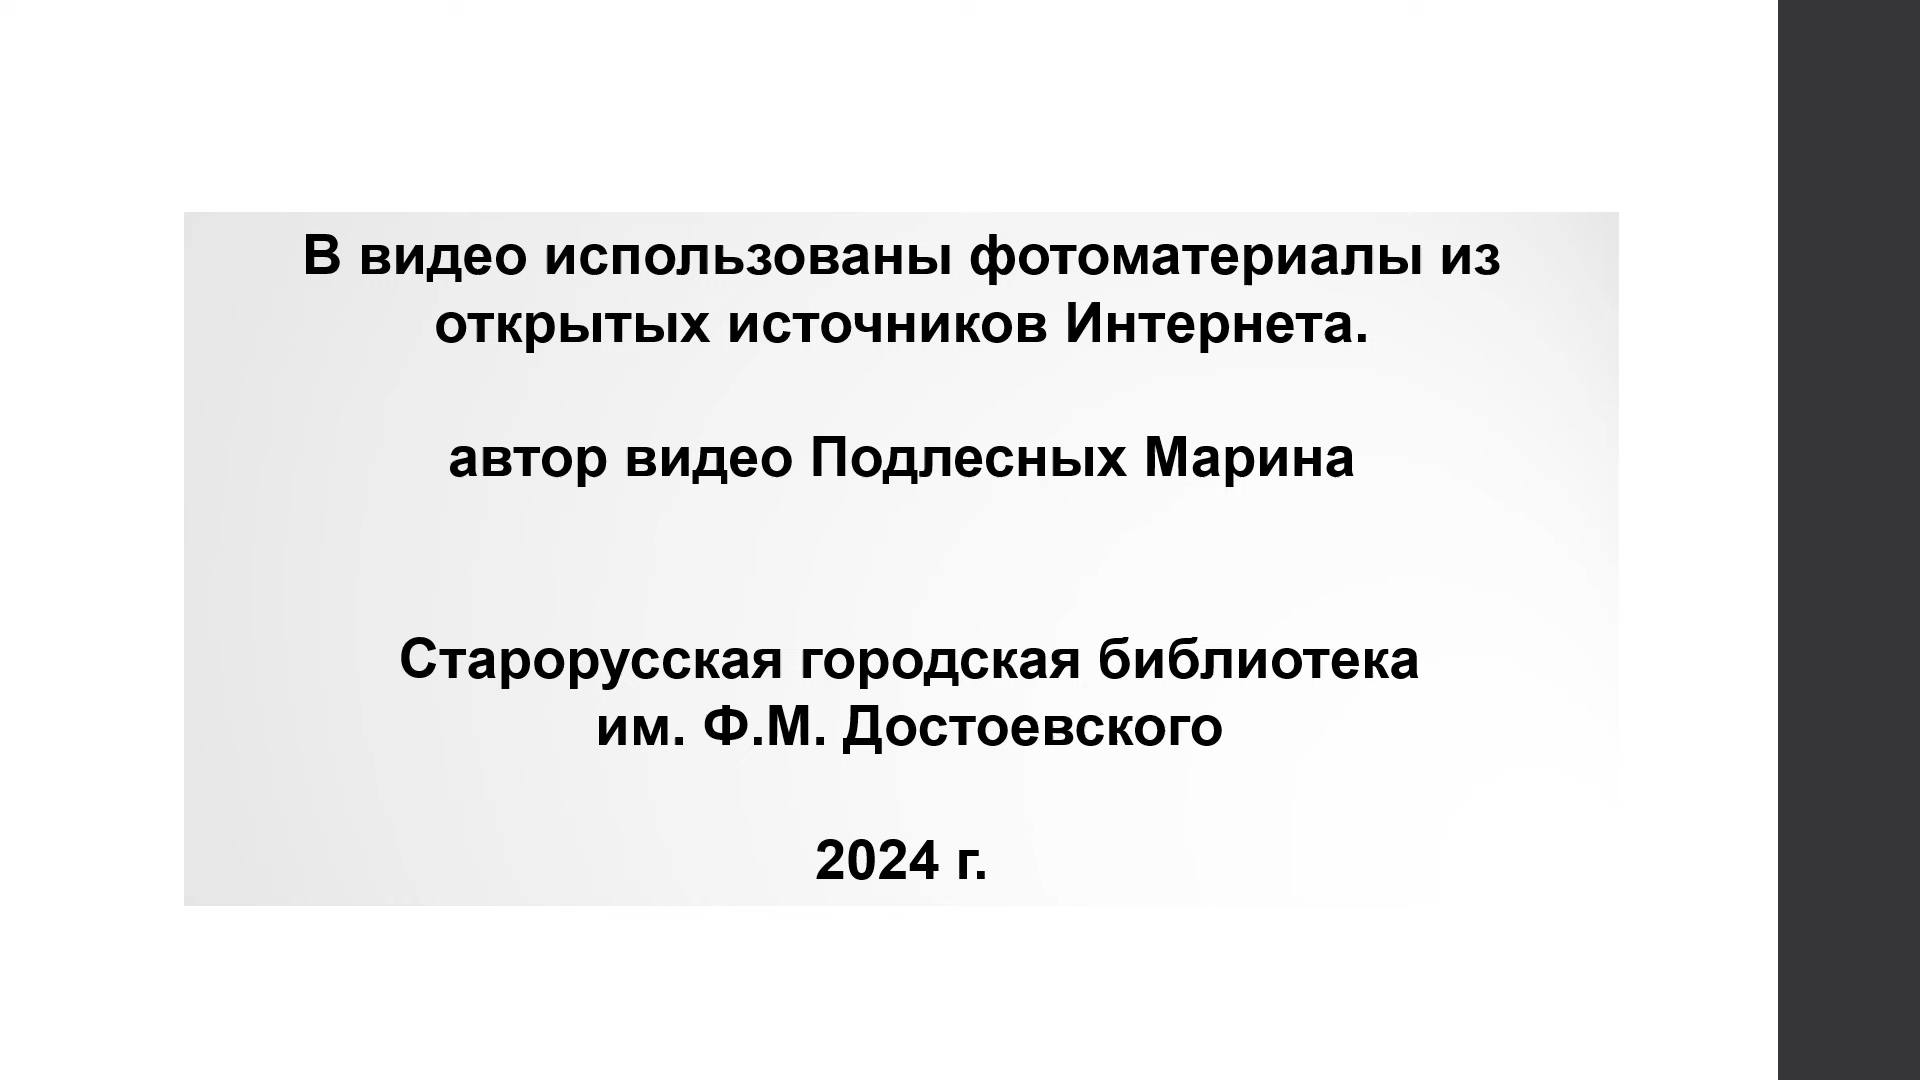 В видео использованы фотоматериалы из
открытых источников Интернета.
автор видео Подлесных Марина
Старорусская городская библиотека
им. Ф.М. Достоевского
2024 г.